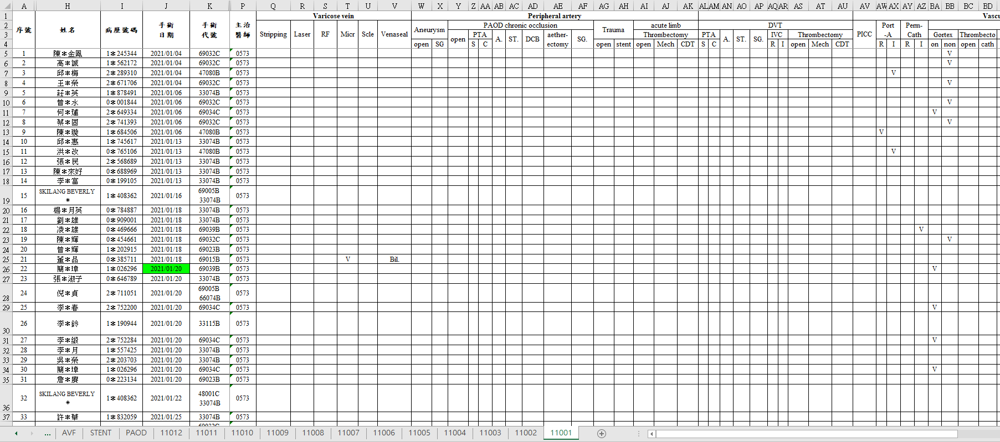 A H I J K P Q R S T U V W X Y Z AA AB AC AD AE AF AG AH AI AJ AK AL AM AN AO AP AQ AR AS AT AU AV AW AX AY AZ BA BB BC BD
1 Varicose vein Peripheral artery Vascu
2 序號 姓名 病歷號碼 手術日期 手術代號 主治醫師 Stripping Laser RF Micr Scle Venaseal Aneurysm PAOD chronic occlusion Trauma acute limb DVT PICC Port -A Perm- Cath
3 open PTA A. ST. DCB aether- ectomy SG. Thrombectomy PTA A. ST. SG. IVC Thrombectomy Gortex Thrombecto
4 open SG S C open stent open Mech CDT S C R I open Mech CDT R I R I on non open cath
5 1 陳*金鳳 1*245344 2021/01/04 69032C 0573 V
6 2 高*誠 1*562172 2021/01/04 69032C 0573 V
7 3 邱*梅 2*289310 2021/01/04 47080B 0573 V
8 4 王*榮 2*671706 2021/01/04 69032C 0573 V
9 5 莊*英 1*878491 2021/01/06 33074B 0573
10 6 曾*水 0*001844 2021/01/06 69032C 0573 V
11 7 何*蓮 2*649334 2021/01/06 69034C 0573 V
12 8 蔡*固 2*741393 2021/01/06 69032C 0573 V
13 9 陳*璇 1*684506 2021/01/06 47080B 0573 V
14 10 邱*惠 1*745617 2021/01/13 33074B 0573
15 11 洪*改 0*765106 2021/01/13 47080B 0573 V
16 12 張*民 2*568689 2021/01/13 33074B 0573
17 13 陳*來好 0*688969 2021/01/13 33074B 0573
18 14 李*富 0*199105 2021/01/13 33074B 0573
19 15 SKILANG BEVERLY * 1*408362 2021/01/16 69005B 33074B 0573
20 16 楊*月英 0*784887 2021/01/18 33074B 0573
21 17 劉*雄 0*909001 2021/01/18 33074B 0573
22 18 凌*雄 0*469666 2021/01/18 69039B 0573 V
23 19 陳*輝 0*454661 2021/01/18 69032C 0573 V
24 20 曾*輝 1*202915 2021/01/18 69023B 0573
25 21 董*品 0*385711 2021/01/18 69015B 0573 V Bil.
26 22 簡*璋 1*026296 2021/01/20 69039B 0573 V
27 23 張*淑子 0*646789 2021/01/20 33074B 0573
28 24 倪*貞 2*711051 2021/01/20 69005B 66074B 0573
29 25 李*春 2*752200 2021/01/20 69034C 0573 V
30 26 李*鈴 1*190944 2021/01/20 33115B 0573
31 27 李*緞 2*752284 2021/01/20 69034C 0573 V
32 28 李*月 1*557425 2021/01/20 33074B 0573
33 29 吳*榮 2*203703 2021/01/20 33074B 0573
34 30 簡*璋 1*026296 2021/01/20 69034C 0573 V
35 31 詹*賡 0*223134 2021/01/20 69023B 0573
36 32 SKILANG BEVERLY * 1*408362 2021/01/22 48001C 33074B 0573
37 33 許*華 1*832059 2021/01/25 33074B 0573
... AVF STENT PAOD 11012 11011 11010 11009 11008 11007 11006 11005 11004 11003 11002 11001